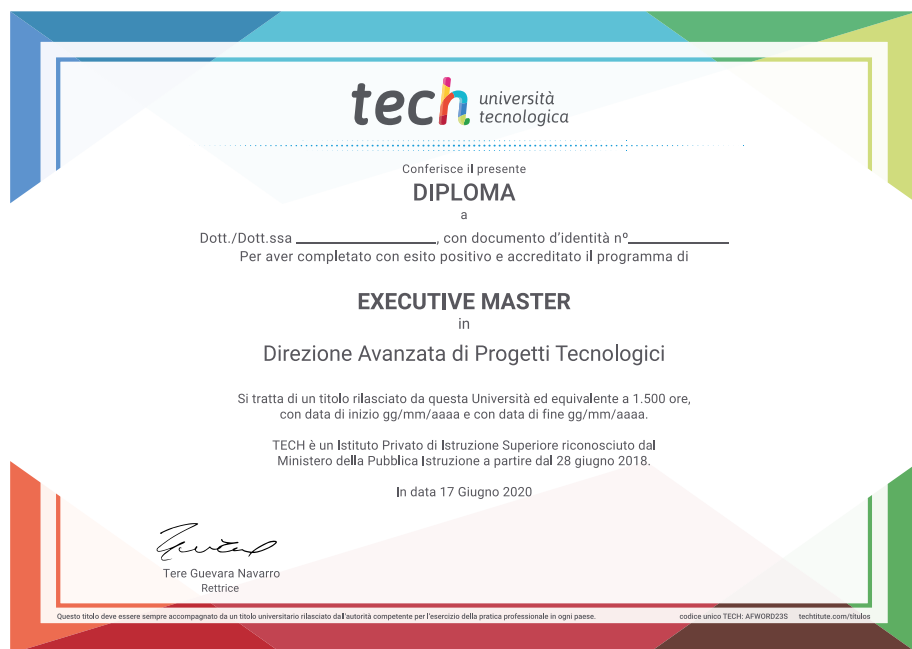 tech università
tecnologica
Conferisce il presente
DIPLOMA
a
Dott./Dott.ssa ________________, con documento d'identità nº____________
Per aver completato con esito positivo e accreditato il programma di
EXECUTIVE MASTER
in
Direzione Avanzata di Progetti Tecnologici
Si tratta di un titolo rilasciato da questa Università ed equivalente a 1.500 ore,
con data di inizio gg/mm/aaaa e con data di fine gg/mm/aaaa.
TECH è un Istituto Privato di Istruzione Superiore riconosciuto dal
Ministero della Pubblica Istruzione a partire dal 28 giugno 2018.
In data 17 Giugno 2020
Tere Guevara Navarro
Rettrice
Questo titolo deve essere sempre accompagnato da un titolo universitario rilasciato dall'autorità competente per l'esercizio della pratica professionale in ogni paese. codice unico TECH: AFWORD23S techtitute.com/titulos